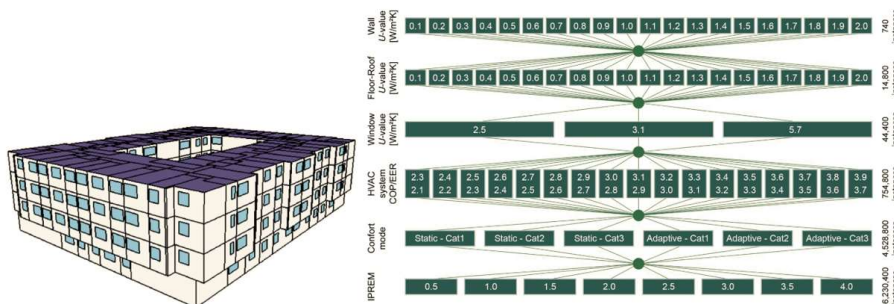 Wall
U-value
[W/m²K]
0.1 0.2 0.3 0.4 0.5 0.6 0.7 0.8 0.9 1.0 1.1 1.2 1.3 1.4 1.5 1.6 1.7 1.8 1.9 2.0
740
Floor-Roof
U-value
[W/m²K]
0.1 0.2 0.3 0.4 0.5 0.6 0.7 0.8 0.9 1.0 1.1 1.2 1.3 1.4 1.5 1.6 1.7 1.8 1.9 2.0
14,800
Window
U-value
[W/m²K]
2.5 3.1 5.7
44,400
HVAC
system
COP/EER
2.3 2.4 2.5 2.6 2.7 2.8 2.9 3.0 3.1 3.2 3.3 3.4 3.5 3.6 3.7 3.8 3.9
2.1 2.2 2.3 2.4 2.5 2.6 2.7 2.8 2.9 3.0 3.1 3.2 3.3 3.4 3.5 3.6 3.7
754,800
Confort
mode
Static - Cat1 Static - Cat2 Static - Cat3 Adaptive - Cat1 Adaptive - Cat2 Adaptive - Cat3
4,528,800
IPREM
0.5 1.0 1.5 2.0 2.5 3.0 3.5 4.0
6,230,400